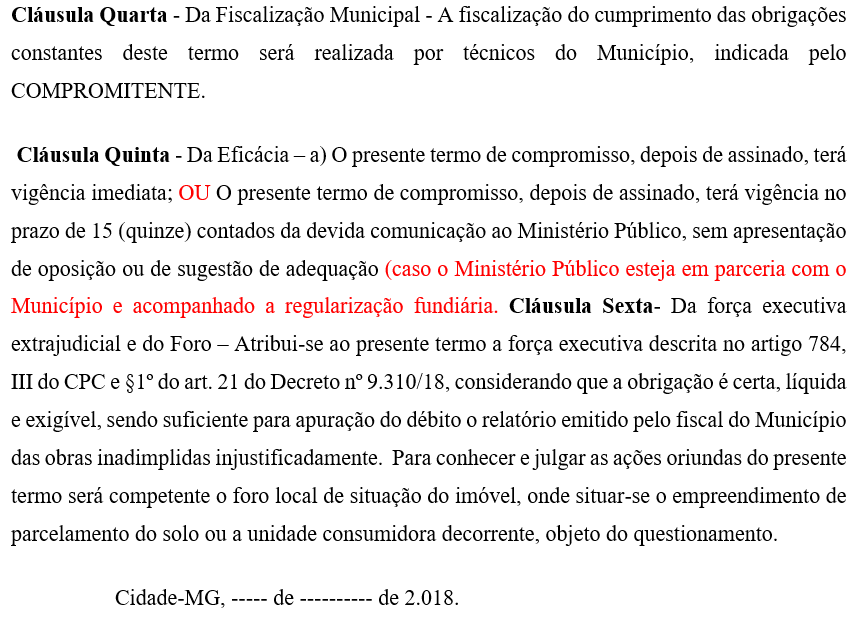 Cláusula Quarta - Da Fiscalização Municipal - A fiscalização do cumprimento das obrigações
constantes deste termo será realizada por técnicos do Município, indicada pelo
COMPROMITENTE.
Cláusula Quinta - Da Eficácia – a) O presente termo de compromisso, depois de assinado, terá
vigência imediata; OU O presente termo de compromisso, depois de assinado, terá vigência no
prazo de 15 (quinze) contados da devida comunicação ao Ministério Público, sem apresentação
de oposição ou de sugestão de adequação (caso o Ministério Público esteja em parceria com o
Município e acompanhado a regularização fundiária. Cláusula Sexta- Da força executiva
extrajudicial e do Foro – Atribui-se ao presente termo a força executiva descrita no artigo 784,
III do CPC e §1º do art. 21 do Decreto nº 9.310/18, considerando que a obrigação é certa, líquida
e exigível, sendo suficiente para apuração do débito o relatório emitido pelo fiscal do Município
das obras inadimplidas injustificadamente.  Para conhecer e julgar as ações oriundas do presente
termo será competente o foro local de situação do imóvel, onde situar-se o empreendimento de
parcelamento do solo ou a unidade consumidora decorrente, objeto do questionamento.
Cidade-MG, ----- de ---------- de 2.018.